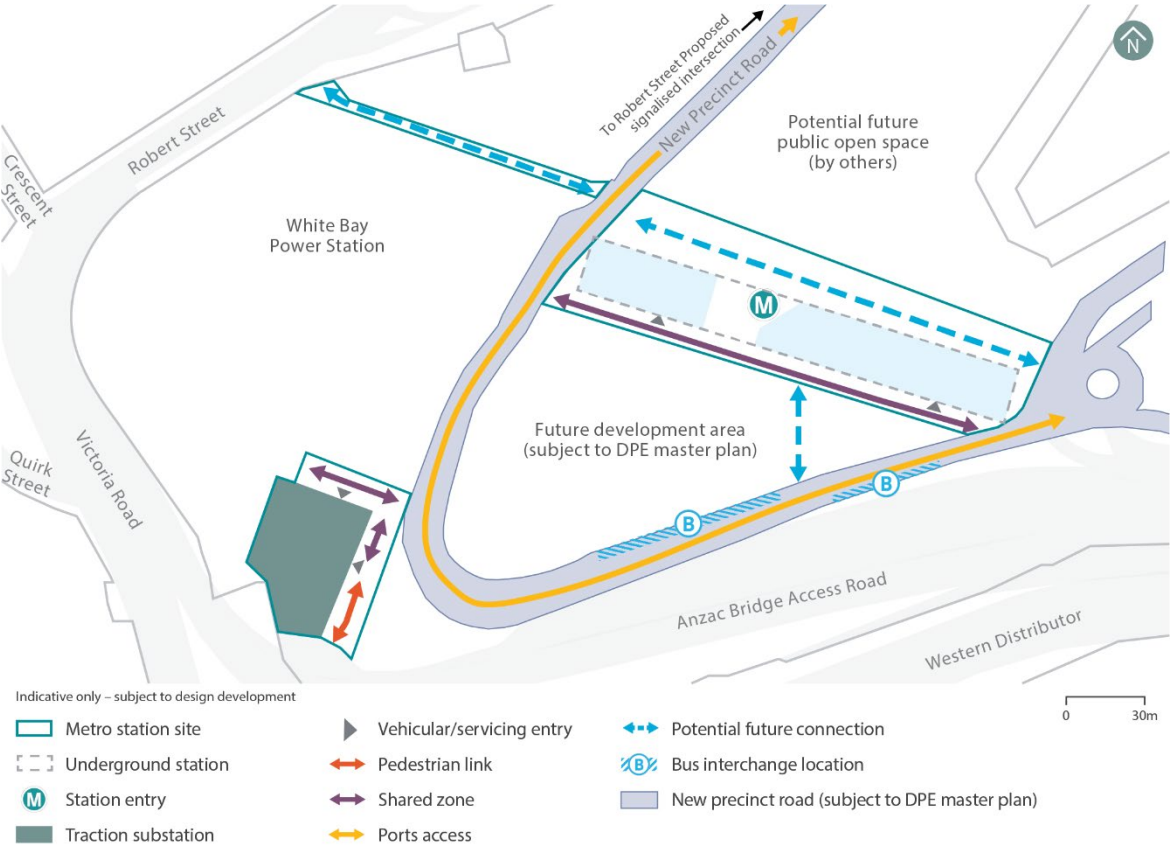 N
To Robert Street Proposed
signalised intersection
New Precinct Road
Robert Street
Potential future
public open space
(by others)
Crescent
Street
White Bay
Power Station
M
Future development area
(subject to DPE master plan)
Quirk
Street
Victoria Road
B
B
Anzac Bridge Access Road
Western Distributor
Indicative only – subject to design development
0 30m
Metro station site
Vehicular/servicing entry
Potential future connection
Underground station
Pedestrian link
B Bus interchange location
M Station entry
Shared zone
New precinct road (subject to DPE master plan)
Traction substation
Ports access